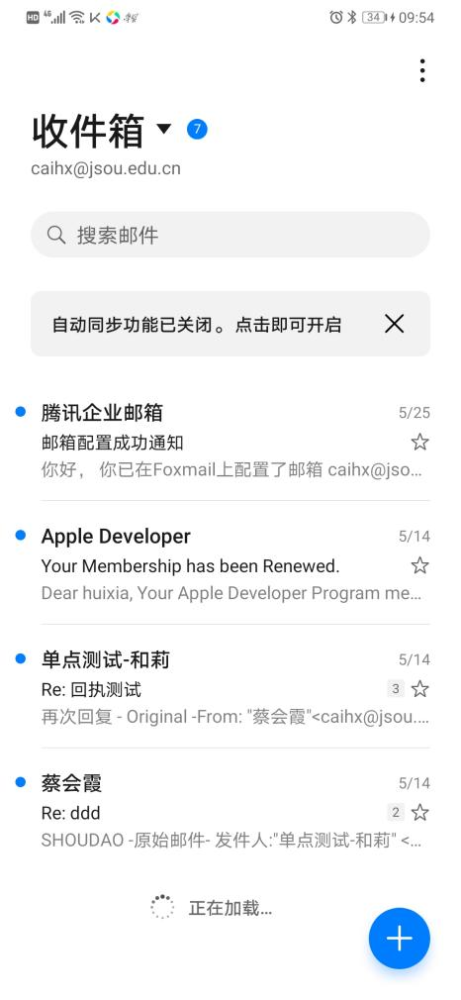 HD 4G 34 09:54
收件箱 7
caihx@jsou.edu.cn
搜索邮件
自动同步功能已关闭。点击即可开启
腾讯企业邮箱 5/25
邮箱配置成功通知
你好， 你已在Foxmail上配置了邮箱 caihx@jso...
Apple Developer 5/14
Your Membership has been Renewed.
Dear huixia, Your Apple Developer Program me...
单点测试-和莉 5/14
Re: 回执测试 3
再次回复 - Original -From: "蔡会霞"<caihx@jsou....
蔡会霞 5/14
Re: ddd 2
SHOUDAO -原始邮件- 发件人:"单点测试-和莉" <...
正在加载...